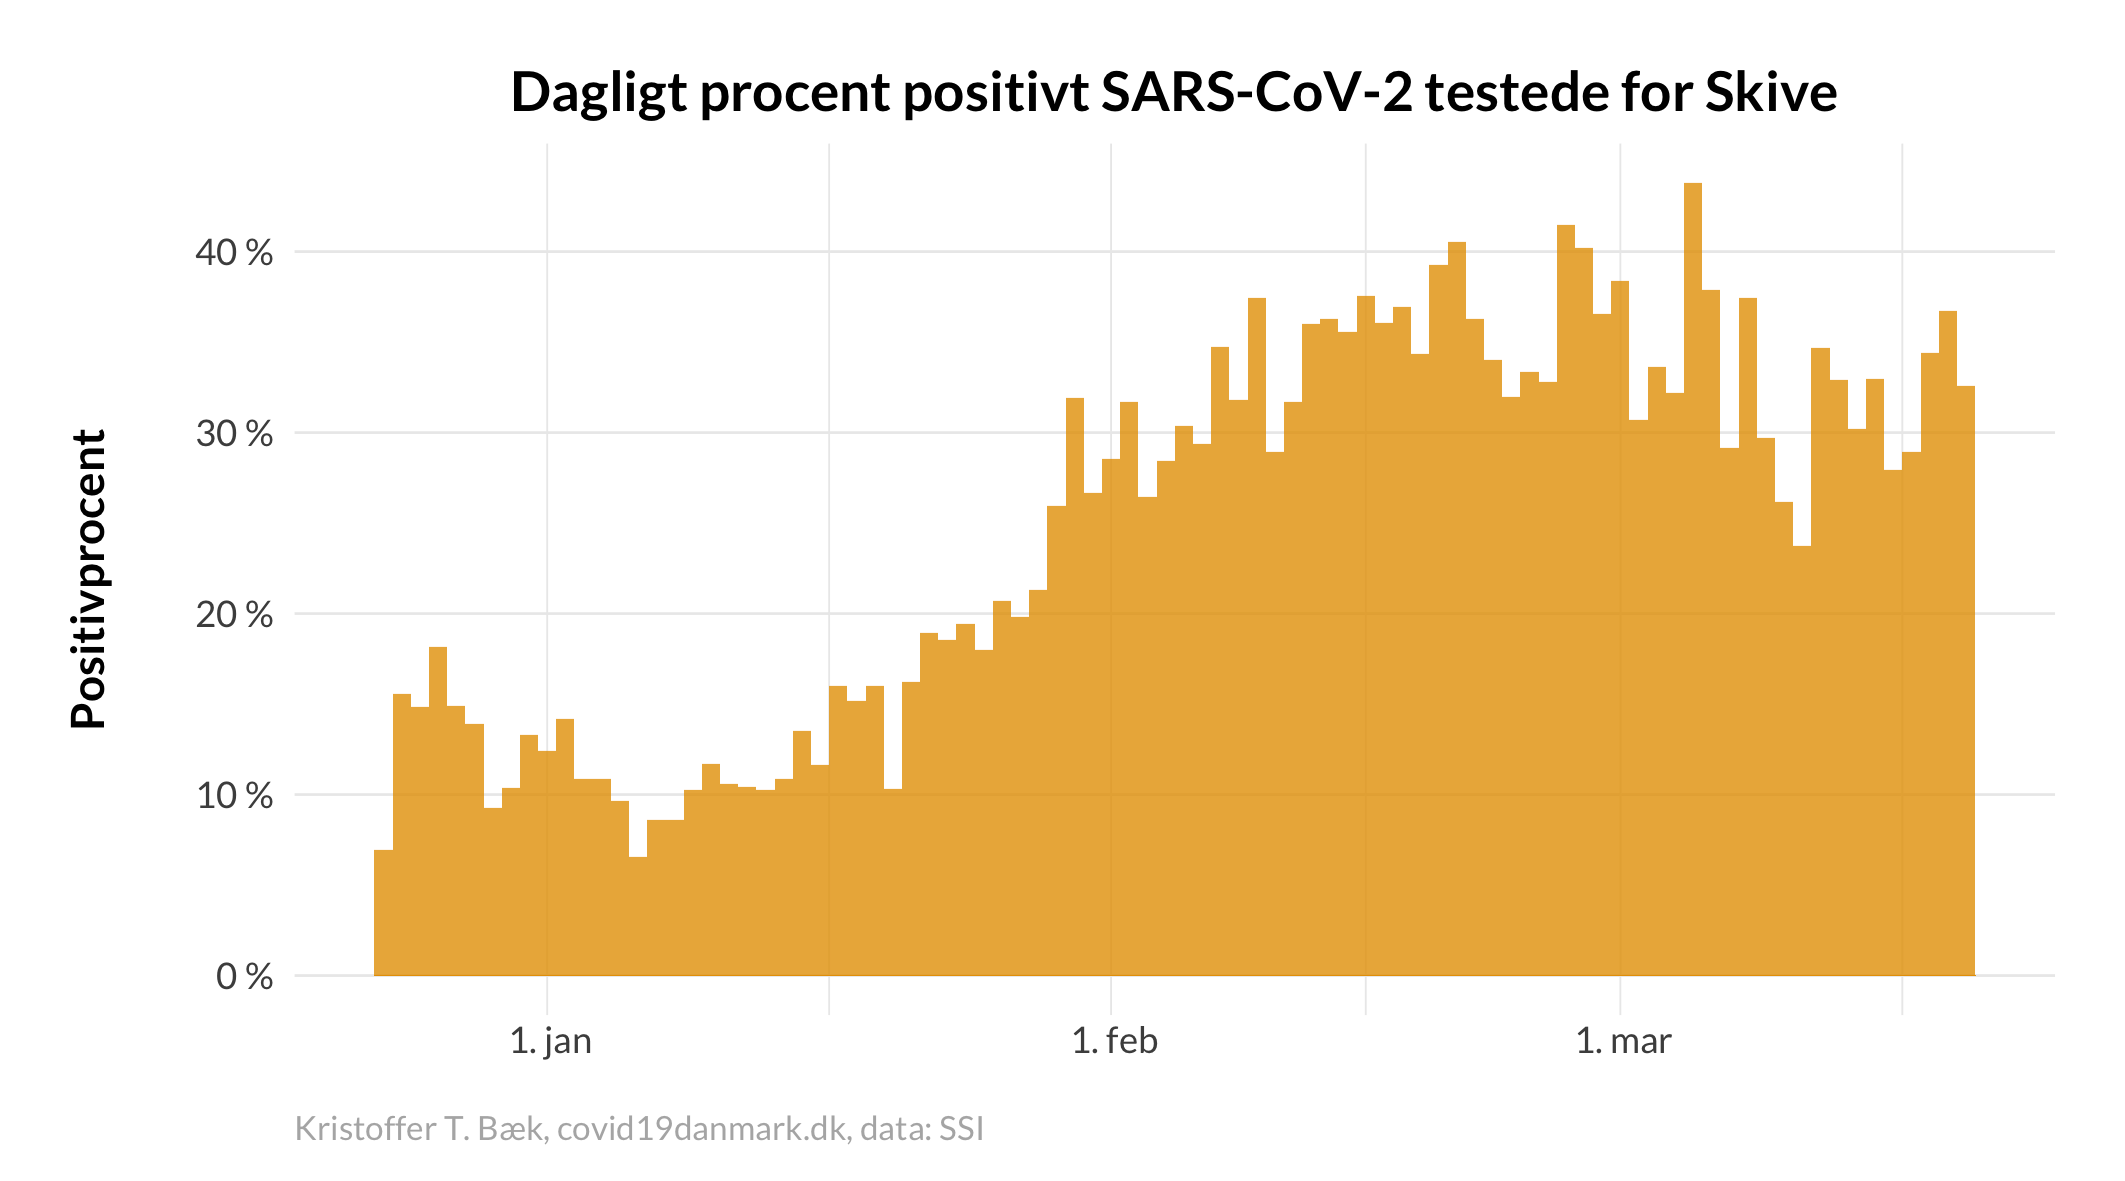 Dagligt procent positivt SARS-CoV-2 testede for Skive
Positivprocent
40 %
30 %
20 %
10 %
0 %
1. jan
1. feb
1. mar
Kristoffer T. Bæk, covid19danmark.dk, data: SSI